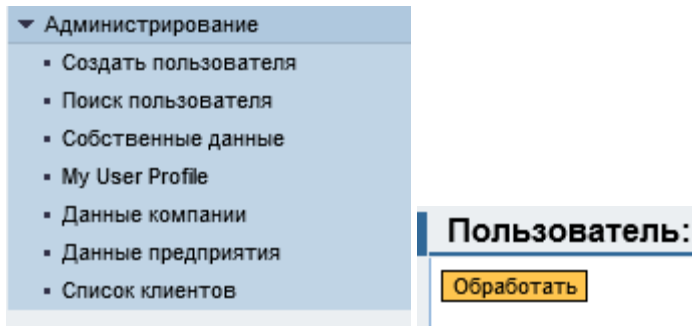 Администрирование
Создать пользователя
Поиск пользователя
Собственные данные
My User Profile
Данные компании
Данные предприятия
Список клиентов
Пользователь:
Обработать